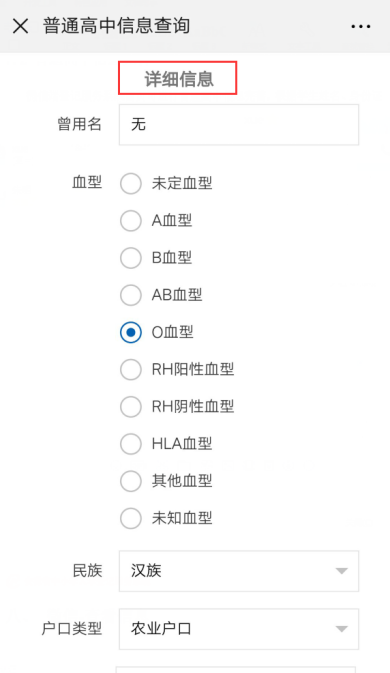 普通高中信息查询
详细信息
曾用名 无
血型 未定血型
A血型
B血型
AB血型
O血型
RH阳性血型
RH阴性血型
HLA血型
其他血型
未知血型
民族 汉族
户口类型 农业户口